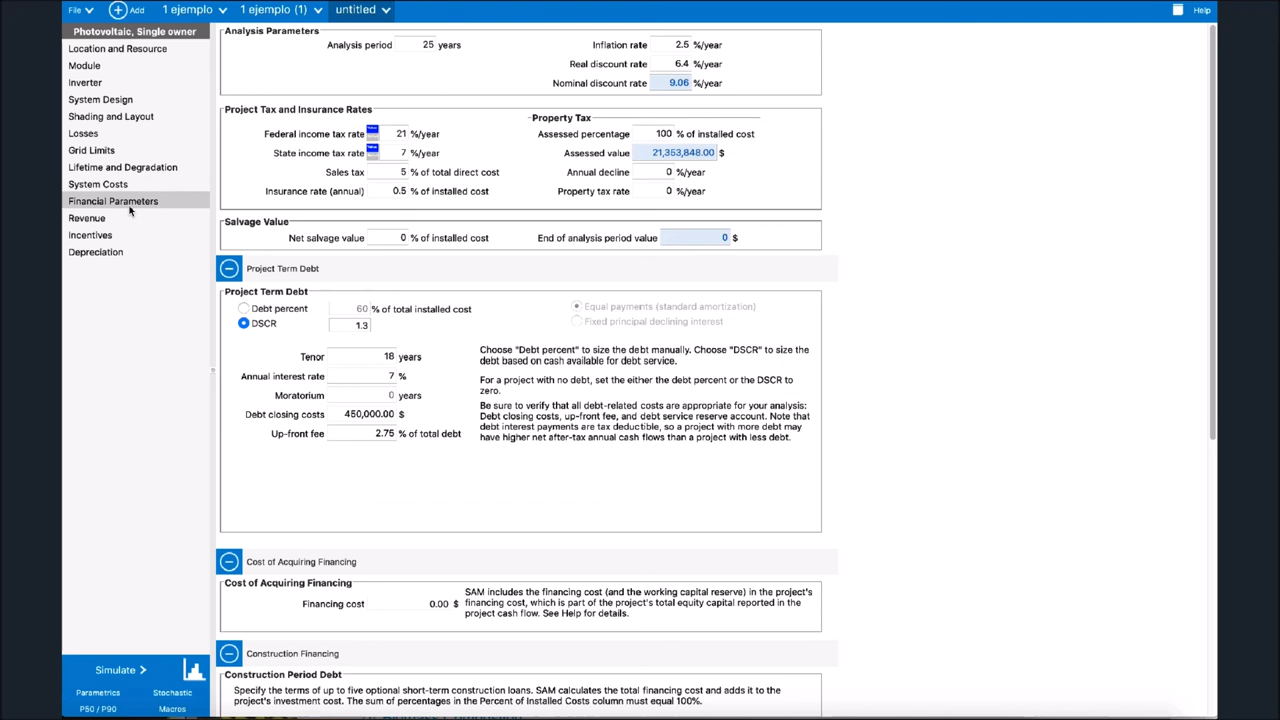 File Add 1 ejemplo 1 ejemplo (1) untitled Help
Photovoltaic, Single owner
Location and Resource
Module
Inverter
System Design
Shading and Layout
Losses
Grid Limits
Lifetime and Degradation
System Costs
Financial Parameters
Revenue
Incentives
Depreciation
Simulate >
Parametrics Stochastic
P50 / P90 Macros
Analysis Parameters
Analysis period 25 years
Inflation rate 2.5 %/year
Real discount rate 6.4 %/year
Nominal discount rate 9.06 %/year
Project Tax and Insurance Rates
Federal income tax rate 21 %/year
State income tax rate 7 %/year
Sales tax 5 % of total direct cost
Insurance rate (annual) 0.5 % of installed cost
Property Tax
Assessed percentage 100 % of installed cost
Assessed value 21,353,848.00 $
Annual decline 0 %/year
Property tax rate 0 %/year
Salvage Value
Net salvage value 0 % of installed cost End of analysis period value 0 $
Project Term Debt
Project Term Debt
Debt percent 60 % of total installed cost
DSCR 1.3
Equal payments (standard amortization)
Fixed principal declining interest
Tenor 18 years
Annual interest rate 7 %
Moratorium 0 years
Debt closing costs 450,000.00 $
Up-front fee 2.75 % of total debt
Choose "Debt percent" to size the debt manually. Choose "DSCR" to size the
debt based on cash available for debt service.
For a project with no debt, set the either the debt percent or the DSCR to
zero.
Be sure to verify that all debt-related costs are appropriate for your analysis:
Debt closing costs, up-front fee, and debt service reserve account. Note that
debt interest payments are tax deductible, so a project with more debt may
have higher net after-tax annual cash flows than a project with less debt.
Cost of Acquiring Financing
Cost of Acquiring Financing
Financing cost 0.00 $
SAM includes the financing cost (and the working capital reserve) in the project's
financing cost, which is part of the project's total equity capital reported in the
project cash flow. See Help for details.
Construction Financing
Construction Period Debt
Specify the terms of up to five optional short-term construction loans. SAM calculates the total financing cost and adds it to the
project's investment cost. The sum of percentages in the Percent of Installed Costs column must equal 100%.